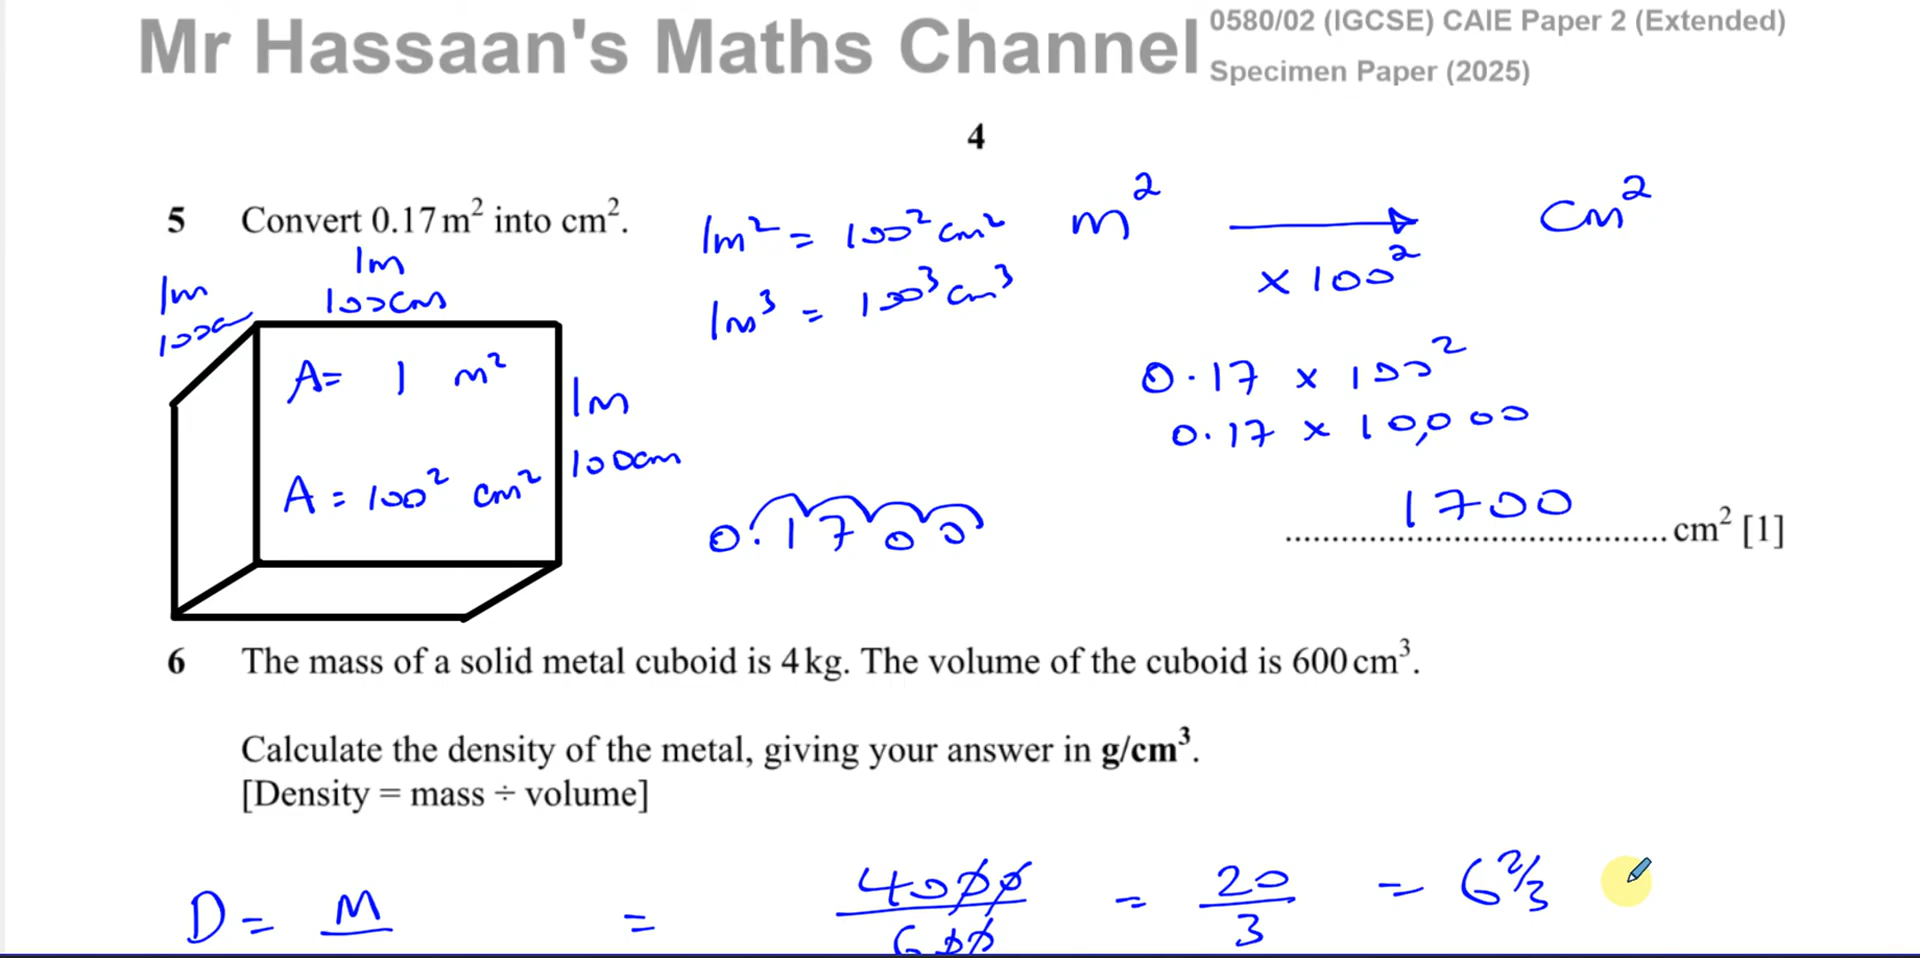 Mr Hassaan's Maths Channel
0580/02 (IGCSE) CAIE Paper 2 (Extended)
Specimen Paper (2025)
4
5 Convert 0.17 m² into cm².
1m² = 100² cm²
1m³ = 100³ cm³
m² → cm²
× 100²
1m
100cm
1m
A = 1 m²
1m
100cm
A = 100² cm²
0.17 × 100²
0.17 × 10,000
0.1700
1700
........................................ cm² [1]
6 The mass of a solid metal cuboid is 4 kg. The volume of the cuboid is 600 cm³.
Calculate the density of the metal, giving your answer in g/cm³.
[Density = mass ÷ volume]
D = M = 4000/600 = 20/3 = 6 2/3